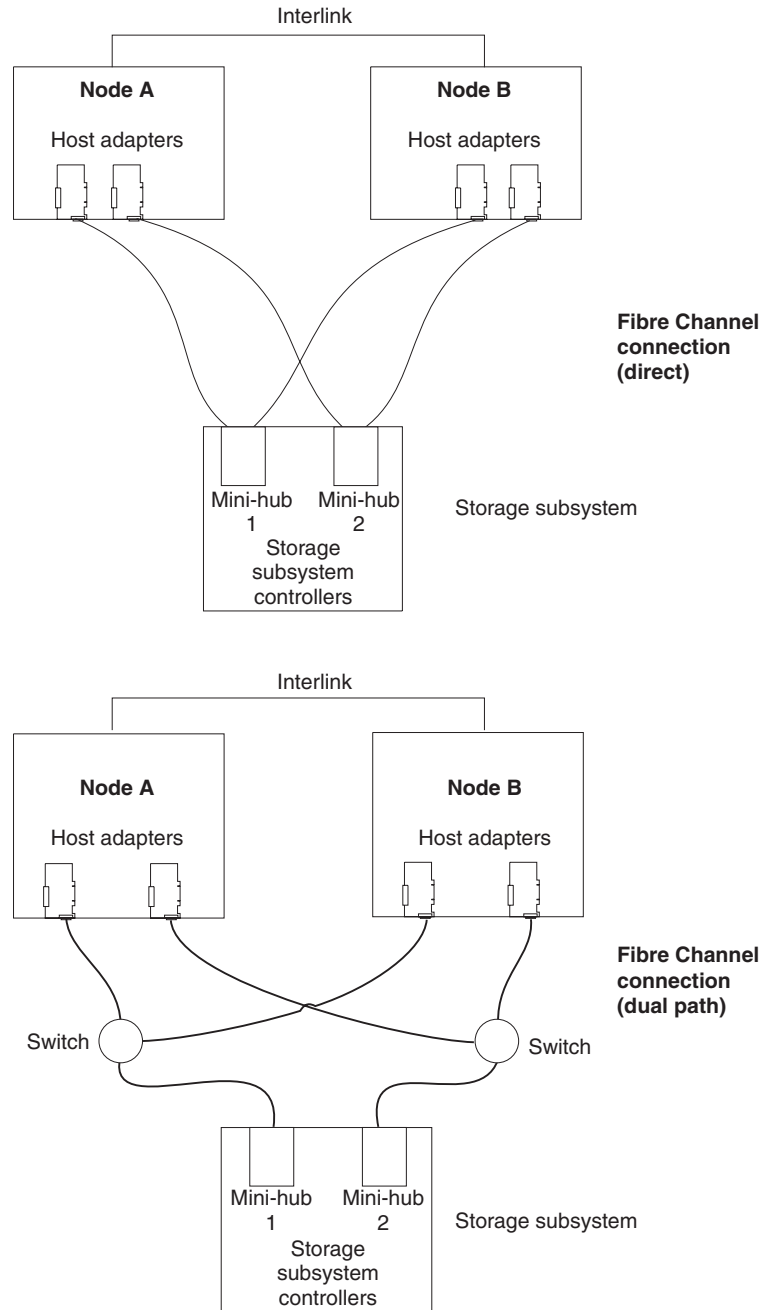 Interlink
Node A
Node B
Host adapters
Host adapters
Fibre Channel
connection
(direct)
Mini-hub
1
Mini-hub
2
Storage subsystem
Storage
subsystem
controllers
Interlink
Node A
Node B
Host adapters
Host adapters
Fibre Channel
connection
(dual path)
Switch
Switch
Mini-hub
1
Mini-hub
2
Storage subsystem
Storage
subsystem
controllers